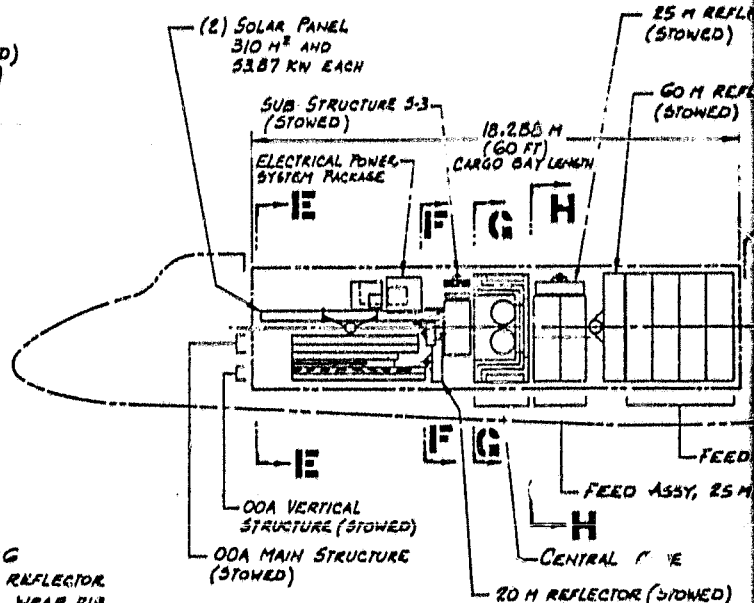 (2) SOLAR PANEL
310 M² AND
53.87 KW EACH
25 M REFL
(STOWED)
60 M REFL
(STOWED)
SUB STRUCTURE S-3
(STOWED)
18.288 M
(60 FT)
CARGO BAY LENGTH
ELECTRICAL POWER
SYSTEM PACKAGE
E
F
G
H
E
F
G
H
FEED
FEED ASSY, 25 M
OOA VERTICAL
STRUCTURE (STOWED)
OOA MAIN STRUCTURE
(STOWED)
CENTRAL
20 M REFLECTOR (STOWED)
G
REFLECTOR